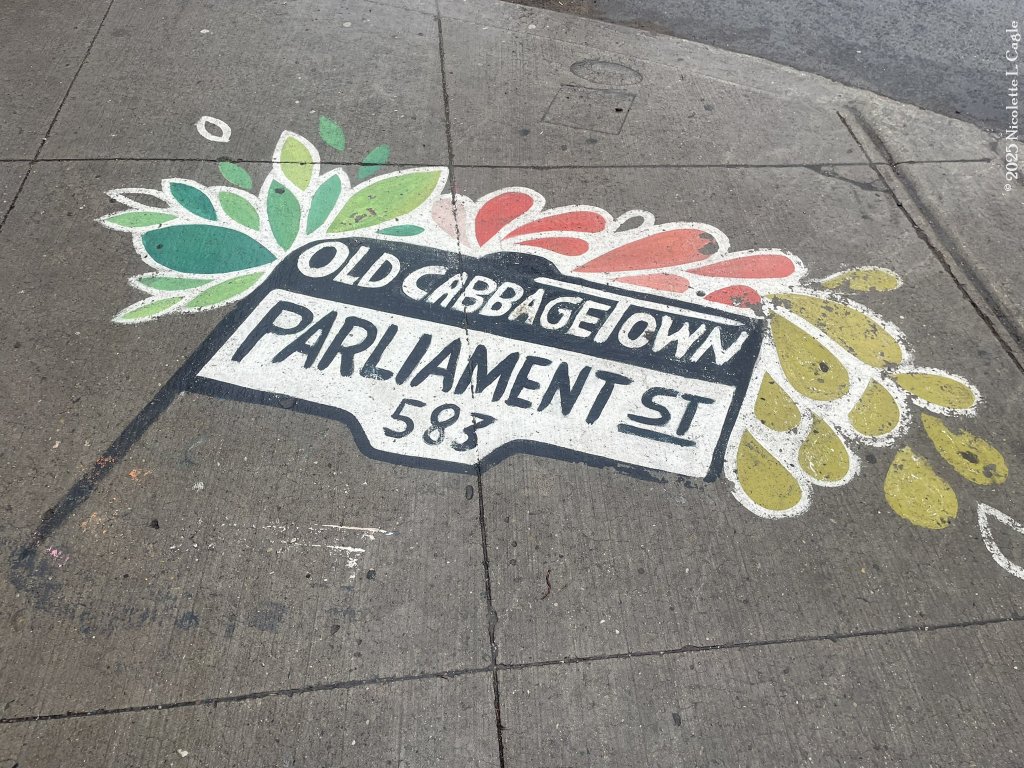 OLD CABBAGETOWN
PARLIAMENT ST
583
© 2025 Nicolette L. Cagle